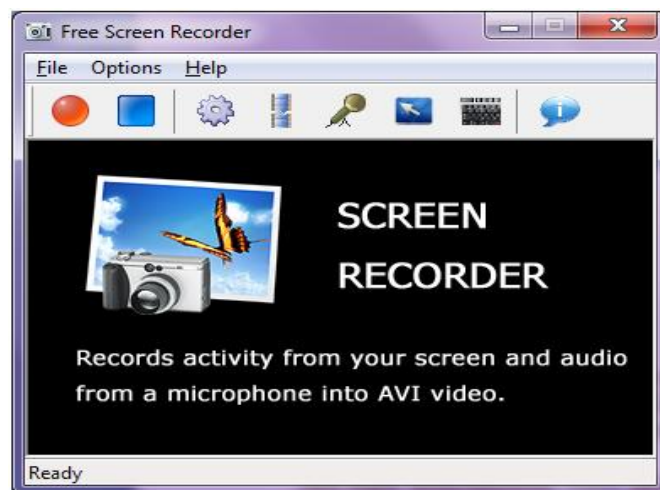 Free Screen Recorder
File Options Help
SCREEN
RECORDER
Records activity from your screen and audio
from a microphone into AVI video.
Ready